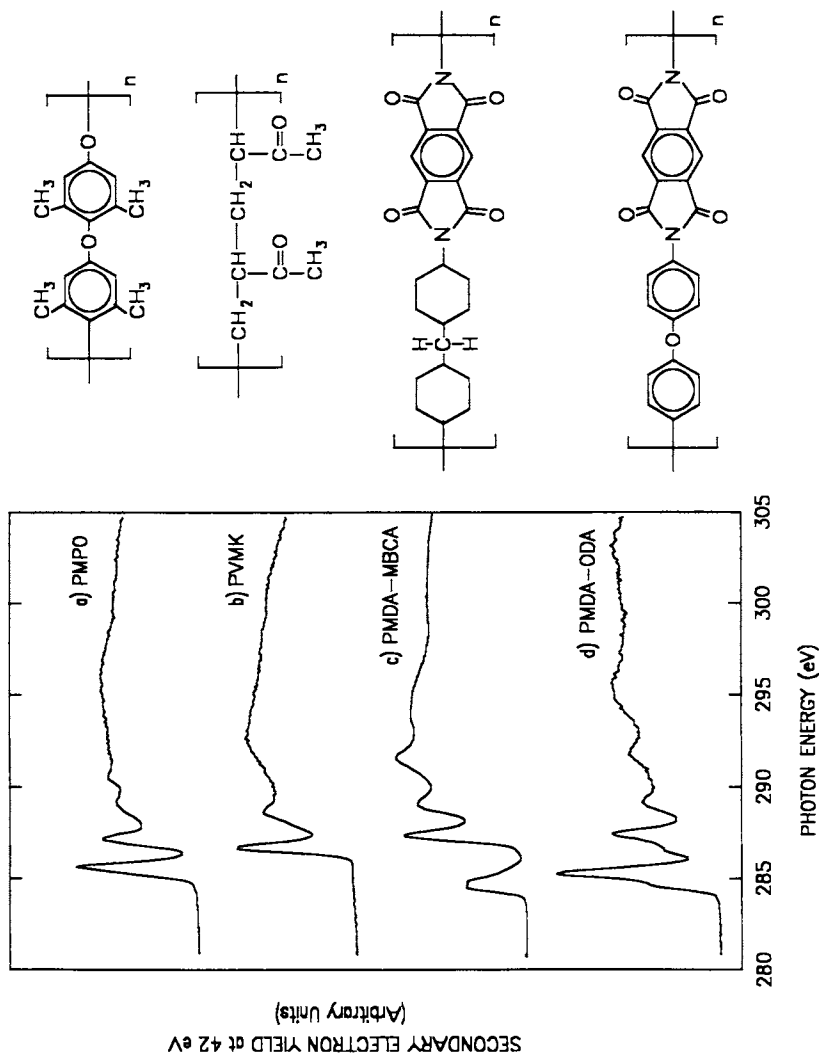 SECONDARY ELECTRON YIELD at 42 eV
(Arbitrary Units)
a) PMPO
b) PVMK
c) PMDA-MBCA
d) PMDA-ODA
280
285
290
295
300
305
PHOTON ENERGY (eV)
CH3
CH3
O
O
CH3
CH3
n
CH2
CH2
CH
C=O
C=O
CH3
CH3
n
H
C
H
O
O
N
N
O
O
n
O
O
O
N
N
O
O
n